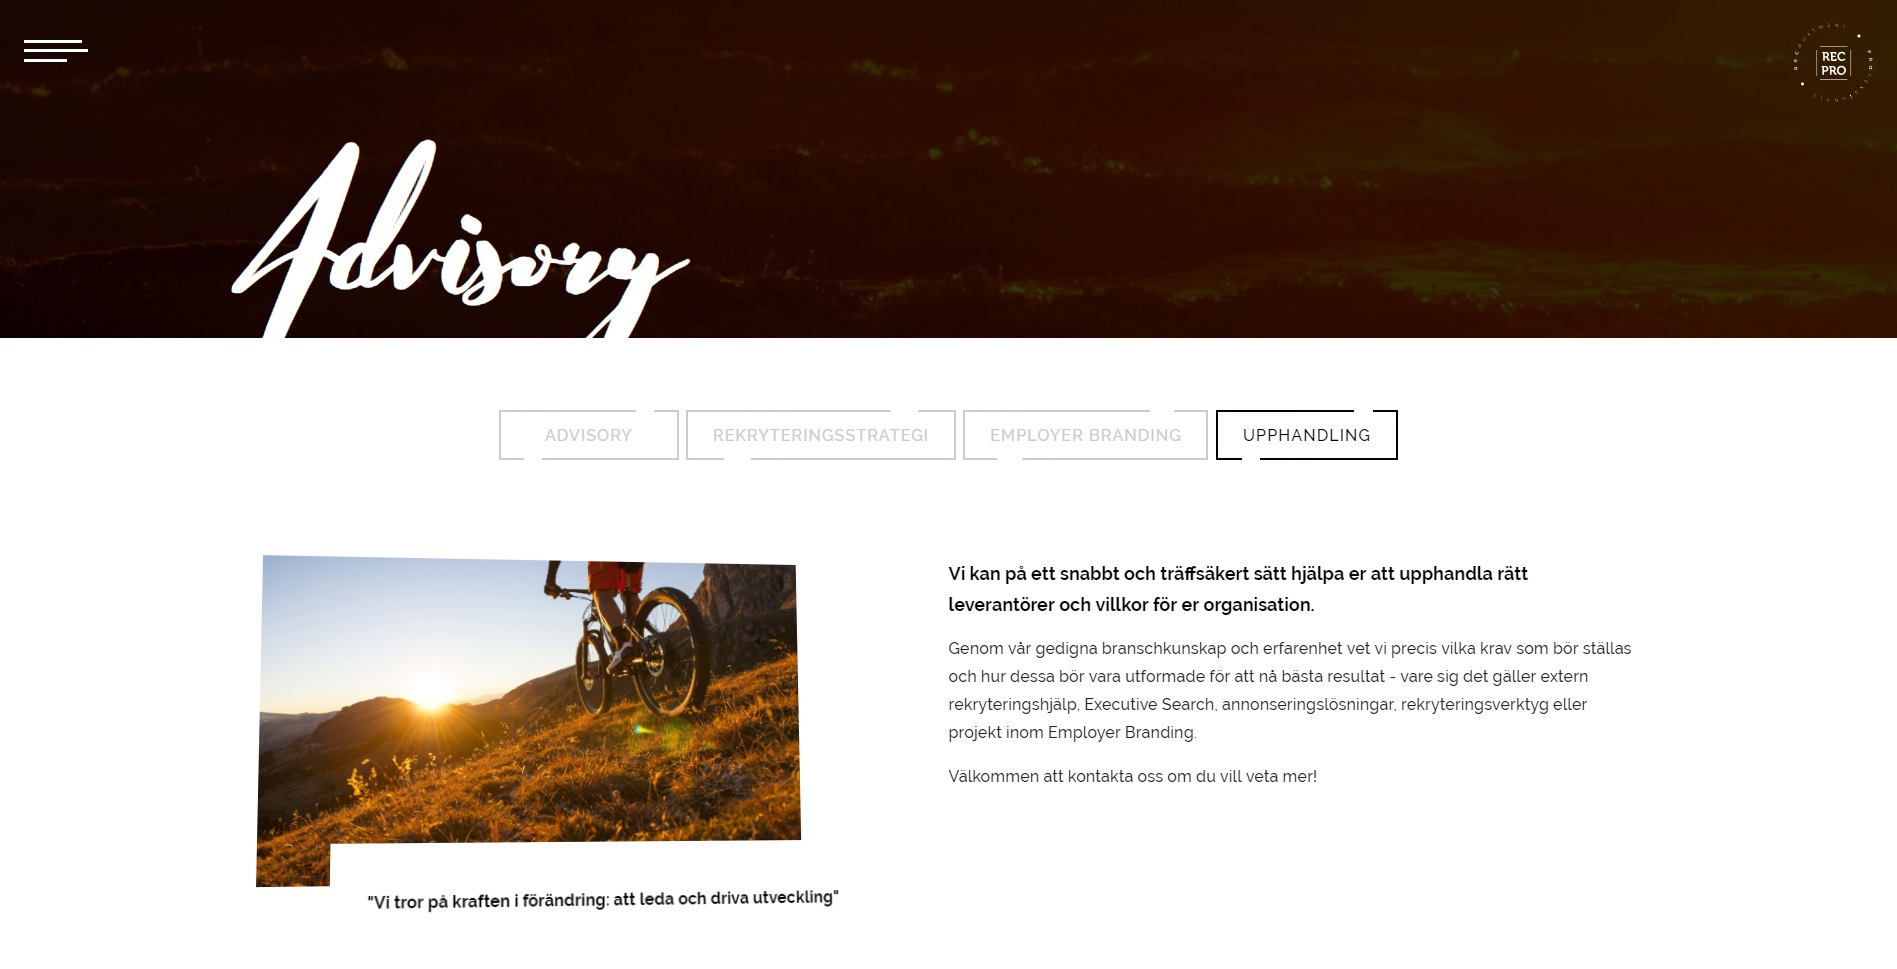 RECRUITMENT PROFESSIONALS
REC
PRO
Advisory
ADVISORY
REKRYTERINGSSTRATEGI
EMPLOYER BRANDING
UPPHANDLING
Vi kan på ett snabbt och träffsäkert sätt hjälpa er att upphandla rätt
leverantörer och villkor för er organisation.
Genom vår gedigna branschkunskap och erfarenhet vet vi precis vilka krav som bör ställas
och hur dessa bör vara utformade för att nå bästa resultat - vare sig det gäller extern
rekryteringshjälp, Executive Search, annonseringslösningar, rekryteringsverktyg eller
projekt inom Employer Branding.
Välkommen att kontakta oss om du vill veta mer!
"Vi tror på kraften i förändring: att leda och driva utveckling"